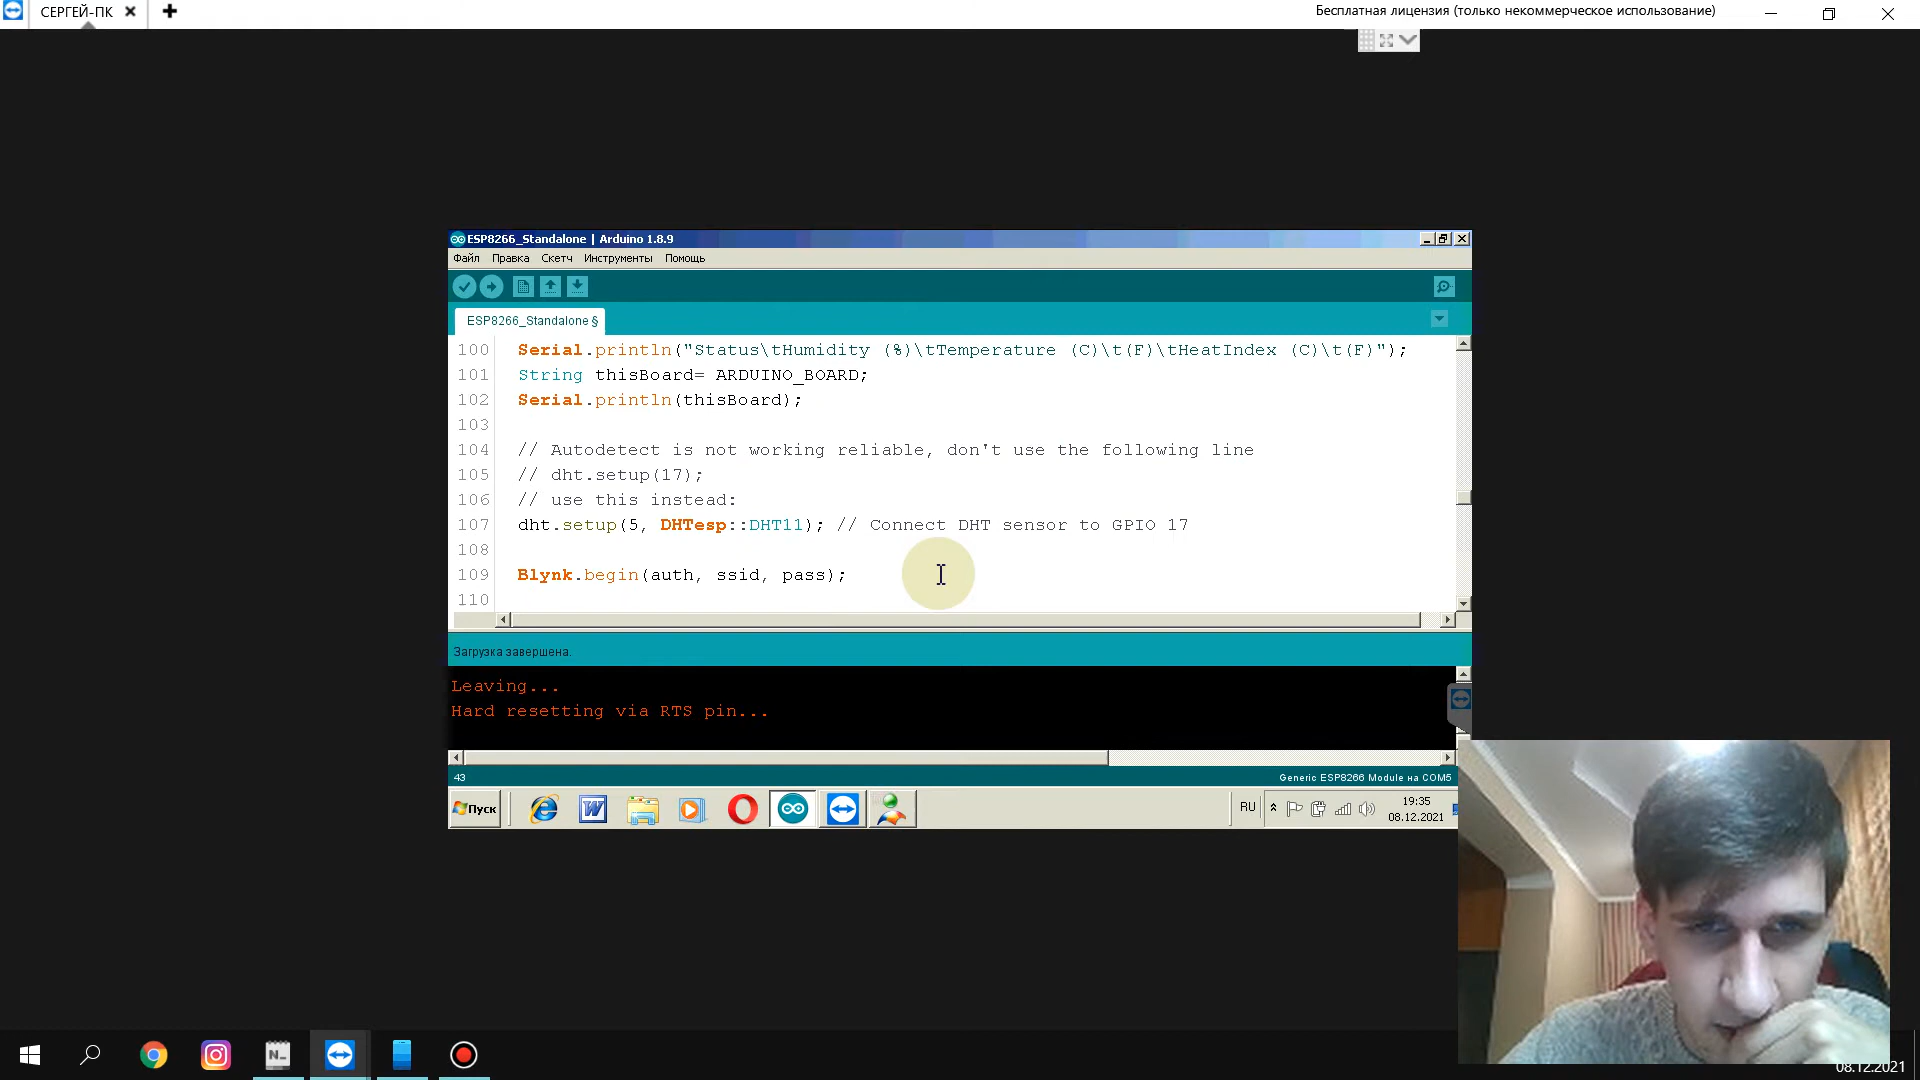 СЕРГЕЙ-ПК
Бесплатная лицензия (только некоммерческое использование)
ESP8266_Standalone | Arduino 1.8.9
Файл Правка Скетч Инструменты Помощь
ESP8266_Standalone §
100 Serial.println("Status\tHumidity (%)\tTemperature (C)\t(F)\tHeatIndex (C)\t(F)");
101 String thisBoard= ARDUINO_BOARD;
102 Serial.println(thisBoard);
103
104 // Autodetect is not working reliable, don't use the following line
105 // dht.setup(17);
106 // use this instead:
107 dht.setup(5, DHTesp::DHT11); // Connect DHT sensor to GPIO 17
108
109 Blynk.begin(auth, ssid, pass);
110
Загрузка завершена.
Leaving...
Hard resetting via RTS pin...
43
Generic ESP8266 Module на COM5
Пуск
RU
19:35
08.12.2021
N_
08.12.2021